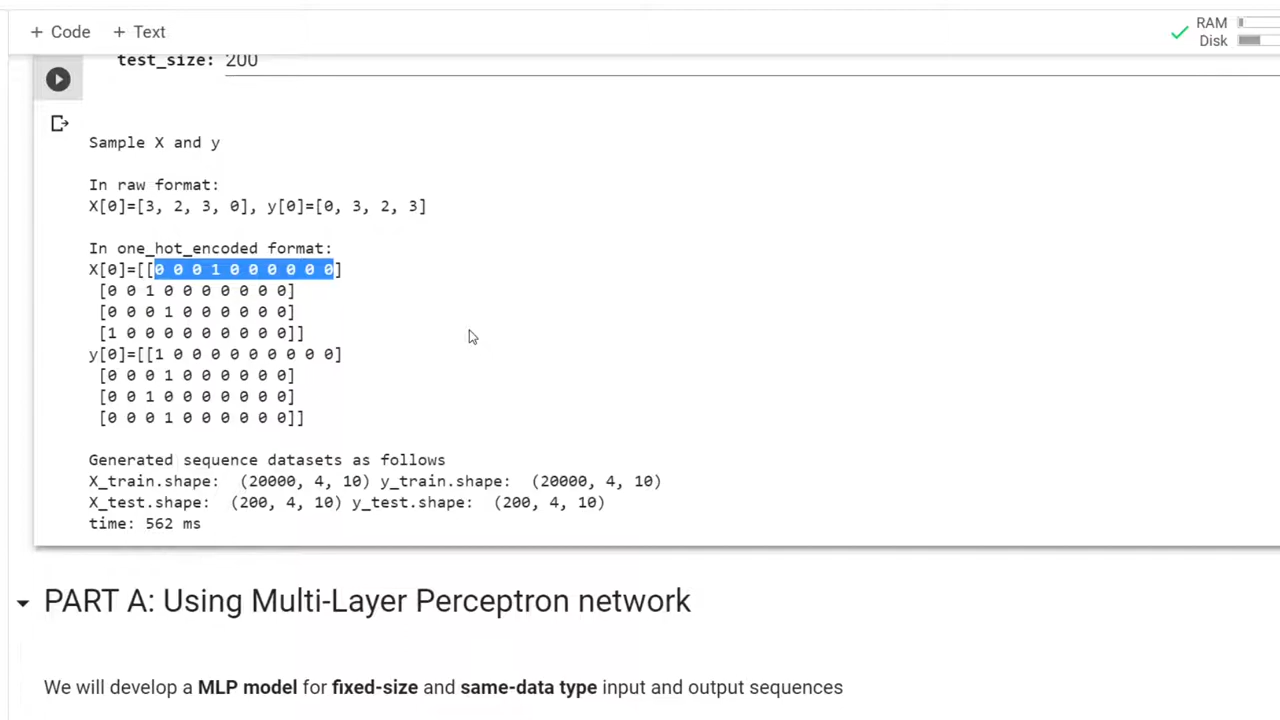 + Code + Text
RAM
Disk
test_size: 200
Sample X and y
In raw format:
X[0]=[3, 2, 3, 0], y[0]=[0, 3, 2, 3]
In one_hot_encoded format:
X[0]=[[0 0 0 1 0 0 0 0 0 0]
[0 0 1 0 0 0 0 0 0 0]
[0 0 0 1 0 0 0 0 0 0]
[1 0 0 0 0 0 0 0 0 0]]
y[0]=[[1 0 0 0 0 0 0 0 0 0]
[0 0 0 1 0 0 0 0 0 0]
[0 0 1 0 0 0 0 0 0 0]
[0 0 0 1 0 0 0 0 0 0]]
Generated sequence datasets as follows
X_train.shape: (20000, 4, 10) y_train.shape: (20000, 4, 10)
X_test.shape: (200, 4, 10) y_test.shape: (200, 4, 10)
time: 562 ms
PART A: Using Multi-Layer Perceptron network
We will develop a MLP model for fixed-size and same-data type input and output sequences